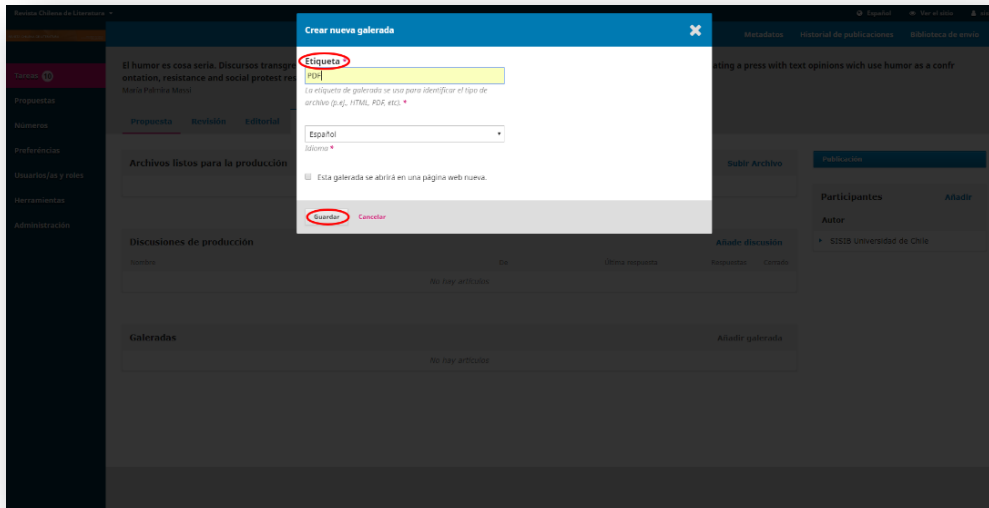 Revista Chilena de Literatura
Español
Ver el sitio
Crear nueva galerada
Metadatos
Historial de publicaciones
Biblioteca de envío
Tareas 10
Propuestas
Números
Preferencias
Usuarios/as y roles
Herramientas
Administración
El humor es cosa seria. Discursos transgre
ating a press with text opinions wich use humor as a confr
ontation, resistance and social protest res
María Palmira Massi
Propuesta
Revisión
Editorial
Etiqueta *
PDF
La etiqueta de galerada se usa para identificar el tipo de
archivo (p.ej., HTML, PDF, etc). *
Español
Idioma *
Esta galerada se abrirá en una página web nueva.
Guardar
Cancelar
Archivos listos para la producción
Subir Archivo
Publicación
Participantes
Añadir
Autor
SISIB Universidad de Chile
Discusiones de producción
Añade discusión
Nombre
De
Última respuesta
Respuestas
Cerrado
No hay artículos
Galeradas
Añadir galerada
No hay artículos